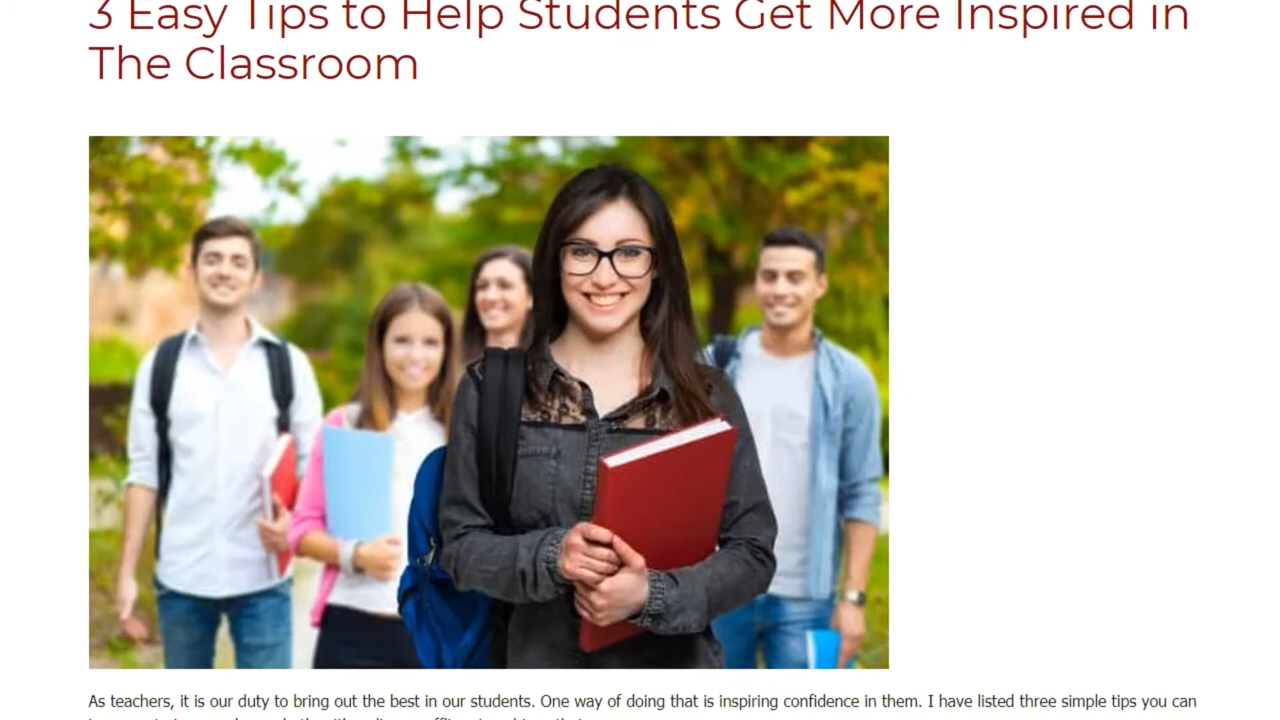 3 Easy Tips to Help Students Get More Inspired in
The Classroom
As teachers, it is our duty to bring out the best in our students. One way of doing that is inspiring confidence in them. I have listed three simple tips you can